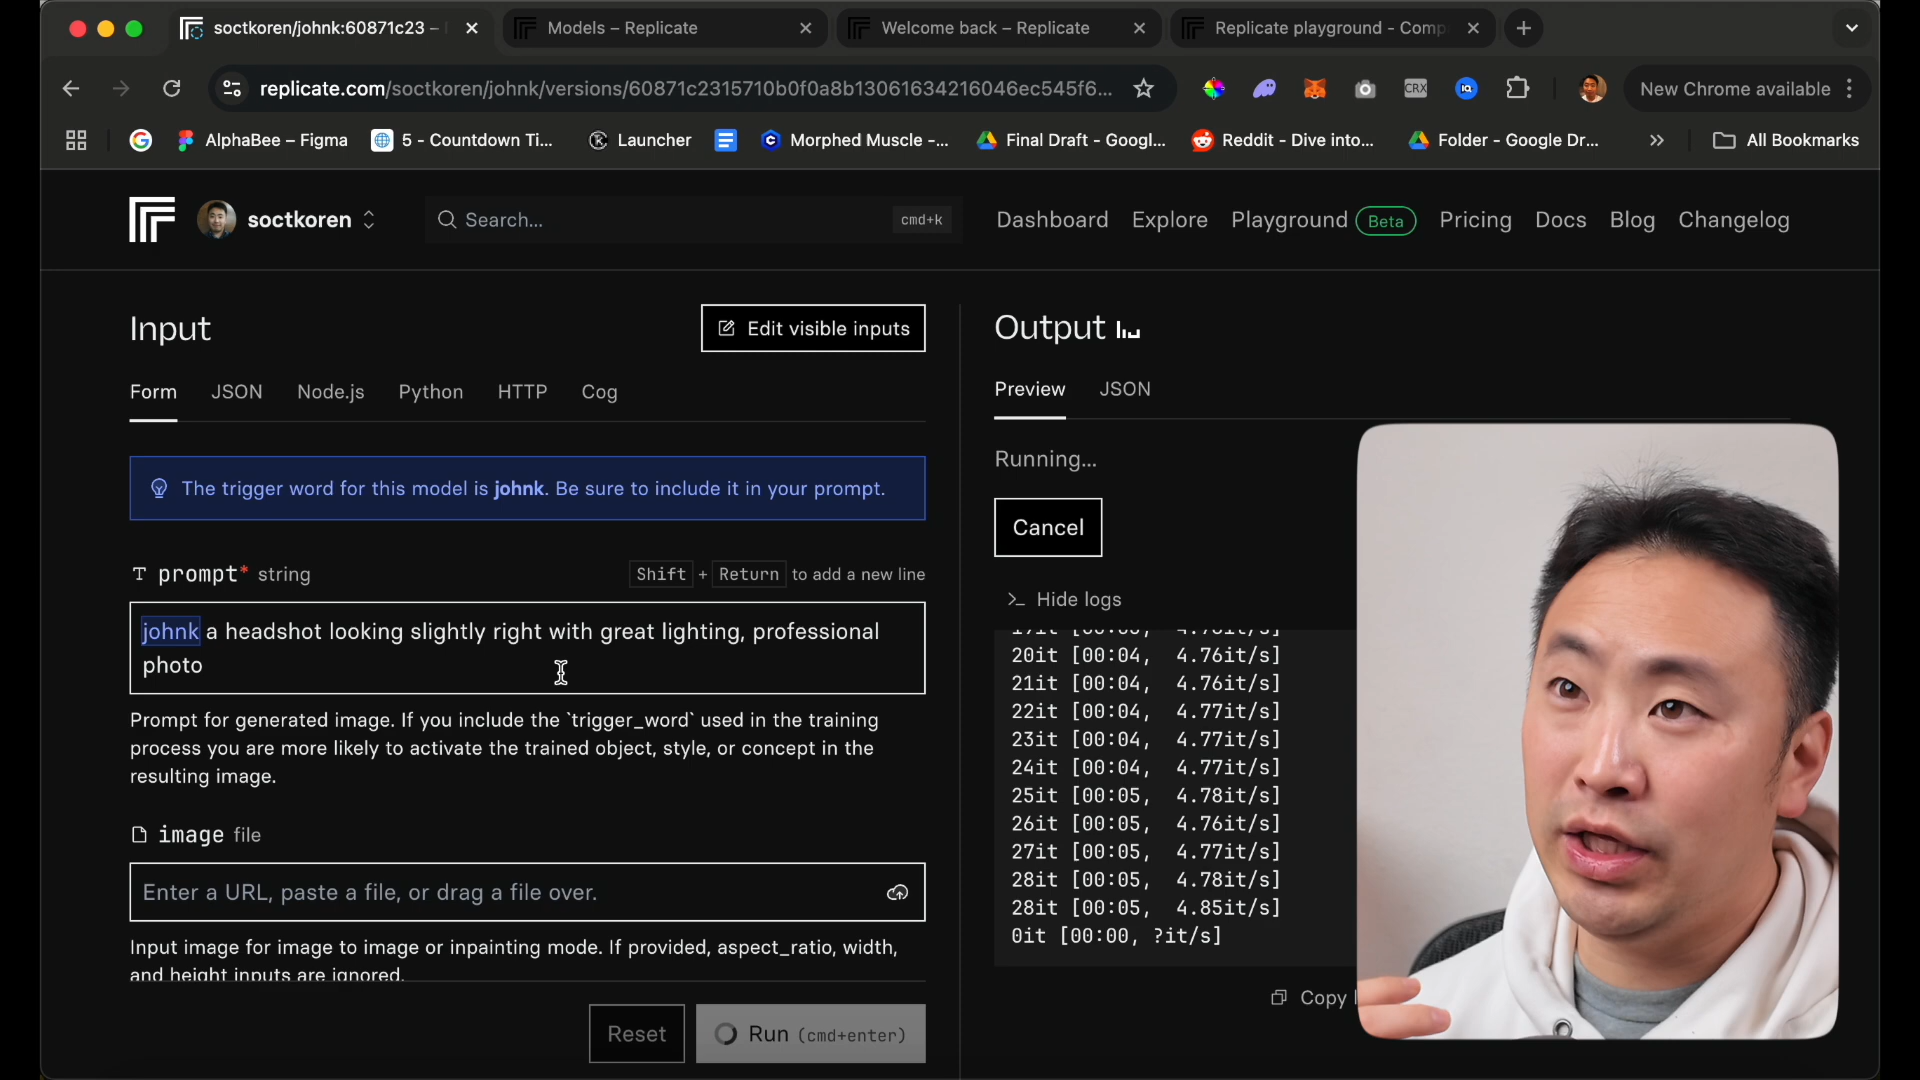 soctkoren/johnk:60871c23 –
Models – Replicate
Welcome back – Replicate
Replicate playground - Comp
replicate.com/soctkoren/johnk/versions/60871c2315710b0f0a8b13061634216046ec545f6...
CRX
IQ
New Chrome available
AlphaBee – Figma
5 - Countdown Ti...
Launcher
Morphed Muscle -...
Final Draft - Googl...
Reddit - Dive into...
Folder - Google Dr...
All Bookmarks
soctkoren
Search...
cmd+k
Dashboard
Explore
Playground Beta
Pricing
Docs
Blog
Changelog
Input
Edit visible inputs
Form
JSON
Node.js
Python
HTTP
Cog
The trigger word for this model is johnk. Be sure to include it in your prompt.
prompt* string
Shift + Return to add a new line
johnk a headshot looking slightly right with great lighting, professional
photo
Prompt for generated image. If you include the `trigger_word` used in the training
process you are more likely to activate the trained object, style, or concept in the
resulting image.
image file
Enter a URL, paste a file, or drag a file over.
Input image for image to image or inpainting mode. If provided, aspect_ratio, width,
and height inputs are ignored.
Reset
Run (cmd+enter)
Output
Preview
JSON
Running...
Cancel
>_ Hide logs
20it [00:04, 4.76it/s]
21it [00:04, 4.76it/s]
22it [00:04, 4.77it/s]
23it [00:04, 4.77it/s]
24it [00:04, 4.77it/s]
25it [00:05, 4.78it/s]
26it [00:05, 4.76it/s]
27it [00:05, 4.77it/s]
28it [00:05, 4.78it/s]
28it [00:05, 4.85it/s]
0it [00:00, ?it/s]
Copy